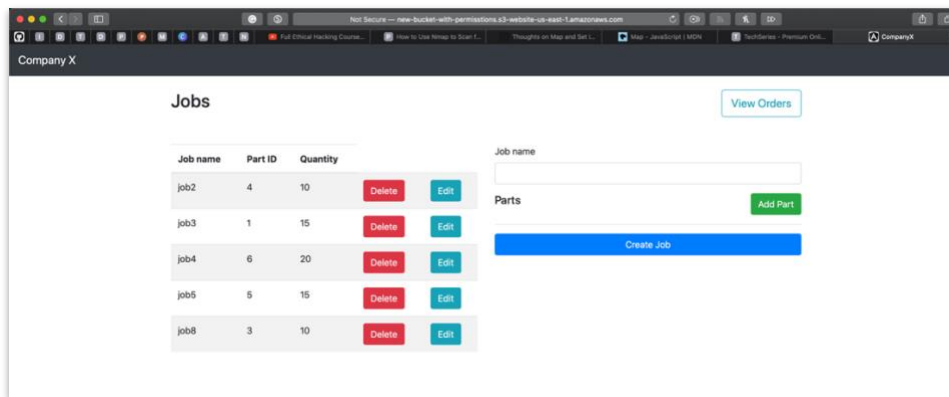 Not Secure — new-bucket-with-permisstions.s3-website-us-east-1.amazonaws.com
Full Ethical Hacking Course... How to Use Nmap to Scan f... Thoughts on Map and Set i... Map - JavaScript | MDN TechSeries - Premium Onli... CompanyX
Company X
Jobs
View Orders
Job name Part ID Quantity
job2 4 10 Delete Edit
job3 1 15 Delete Edit
job4 6 20 Delete Edit
job5 5 15 Delete Edit
job8 3 10 Delete Edit
Job name
Parts
Add Part
Create Job